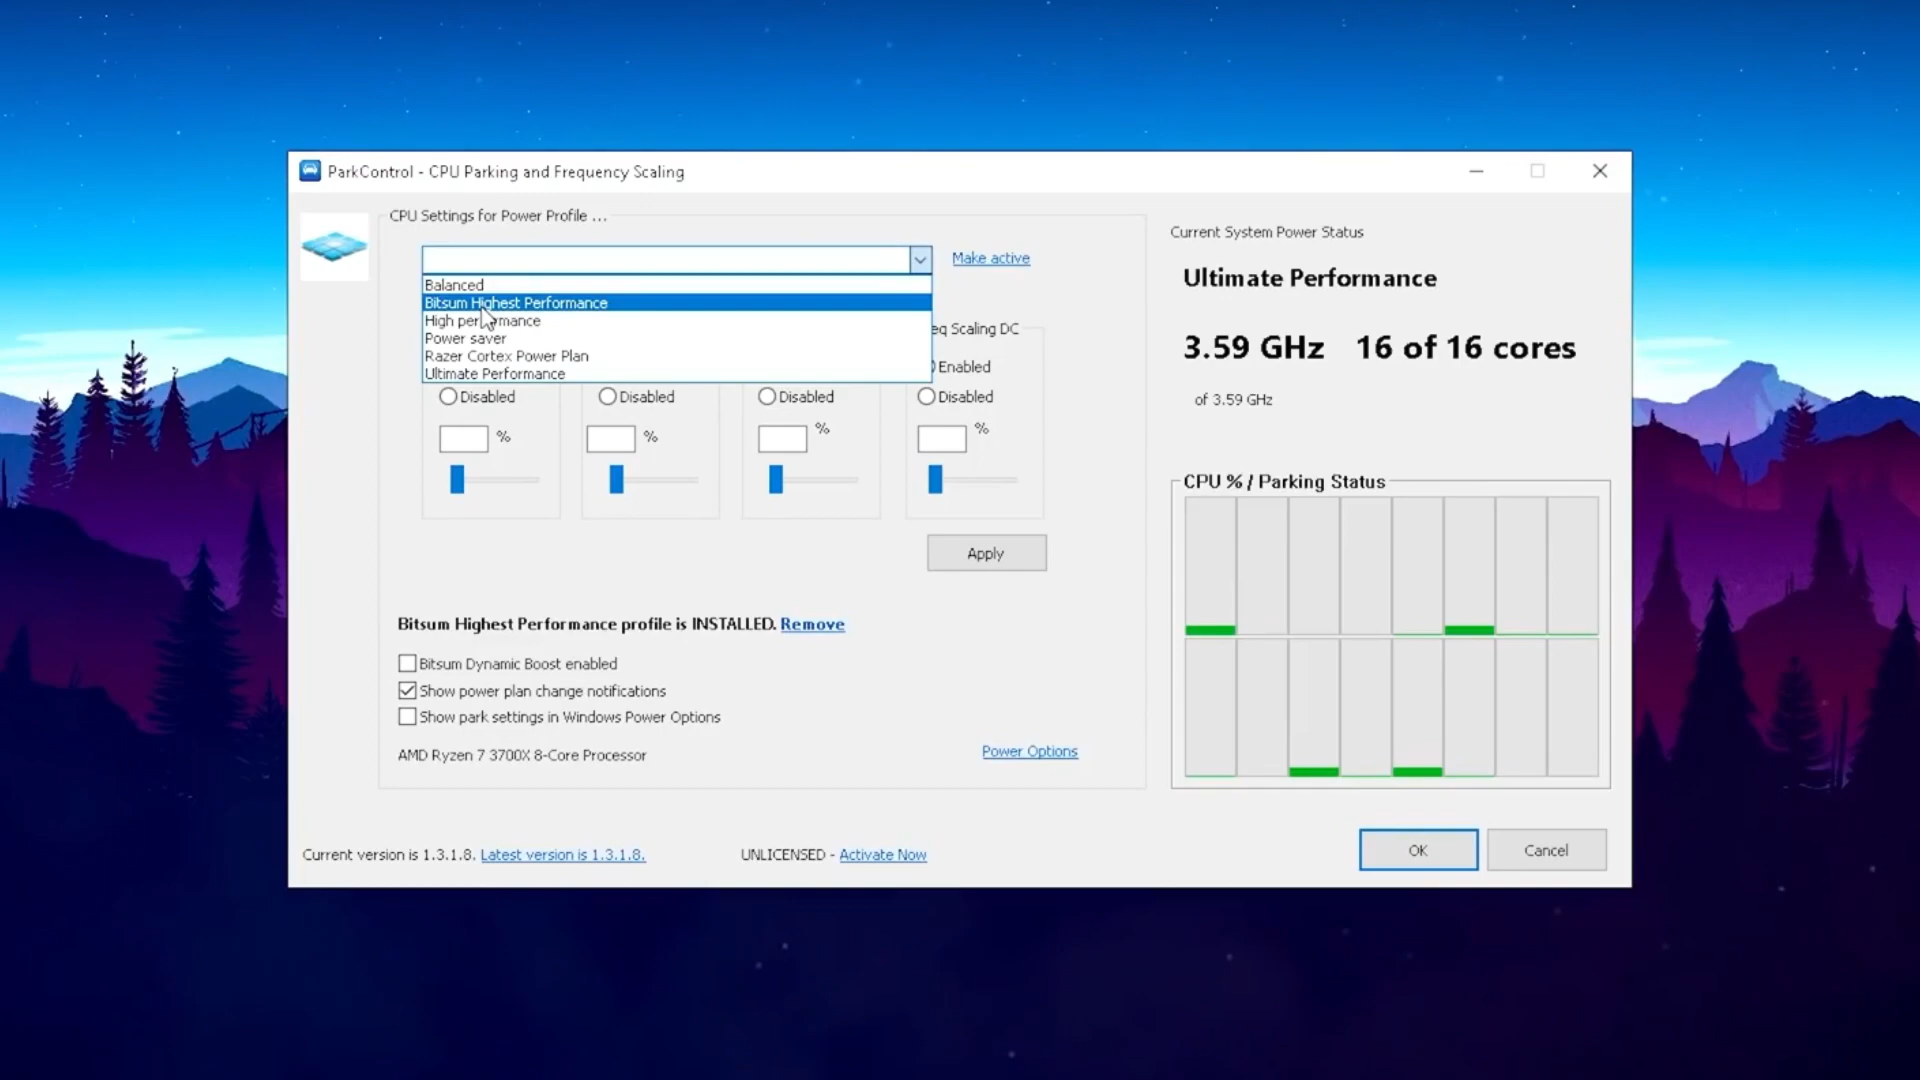 ParkControl - CPU Parking and Frequency Scaling
CPU Settings for Power Profile ...
Make active
Balanced
Bitsum Highest Performance
High performance
Power saver
Razer Cortex Power Plan
Ultimate Performance
eq Scaling DC
Enabled
Disabled
Disabled
Disabled
Disabled
%
%
%
%
Apply
Bitsum Highest Performance profile is INSTALLED. Remove
Bitsum Dynamic Boost enabled
Show power plan change notifications
Show park settings in Windows Power Options
AMD Ryzen 7 3700X 8-Core Processor
Power Options
Current System Power Status
Ultimate Performance
3.59 GHz 16 of 16 cores
of 3.59 GHz
CPU % / Parking Status
Current version is 1.3.1.8. Latest version is 1.3.1.8.
UNLICENSED - Activate Now
OK
Cancel